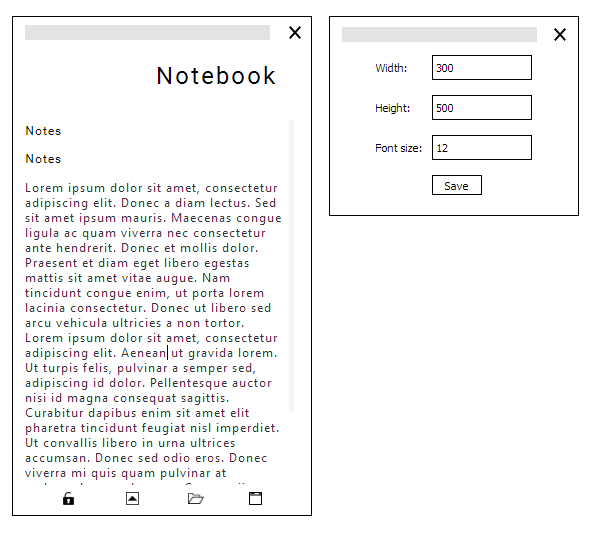 Notebook
Notes
Notes
Lorem ipsum dolor sit amet, consectetur
adipiscing elit. Donec a diam lectus. Sed
sit amet ipsum mauris. Maecenas congue
ligula ac quam viverra nec consectetur
ante hendrerit. Donec et mollis dolor.
Praesent et diam eget libero egestas
mattis sit amet vitae augue. Nam
tincidunt congue enim, ut porta lorem
lacinia consectetur. Donec ut libero sed
arcu vehicula ultricies a non tortor.
Lorem ipsum dolor sit amet, consectetur
adipiscing elit. Aenean ut gravida lorem.
Ut turpis felis, pulvinar a semper sed,
adipiscing id dolor. Pellentesque auctor
nisi id magna consequat sagittis.
Curabitur dapibus enim sit amet elit
pharetra tincidunt feugiat nisl imperdiet.
Ut convallis libero in urna ultrices
accumsan. Donec sed odio eros. Donec
viverra mi quis quam pulvinar at
Width: 300
Height: 500
Font size: 12
Save